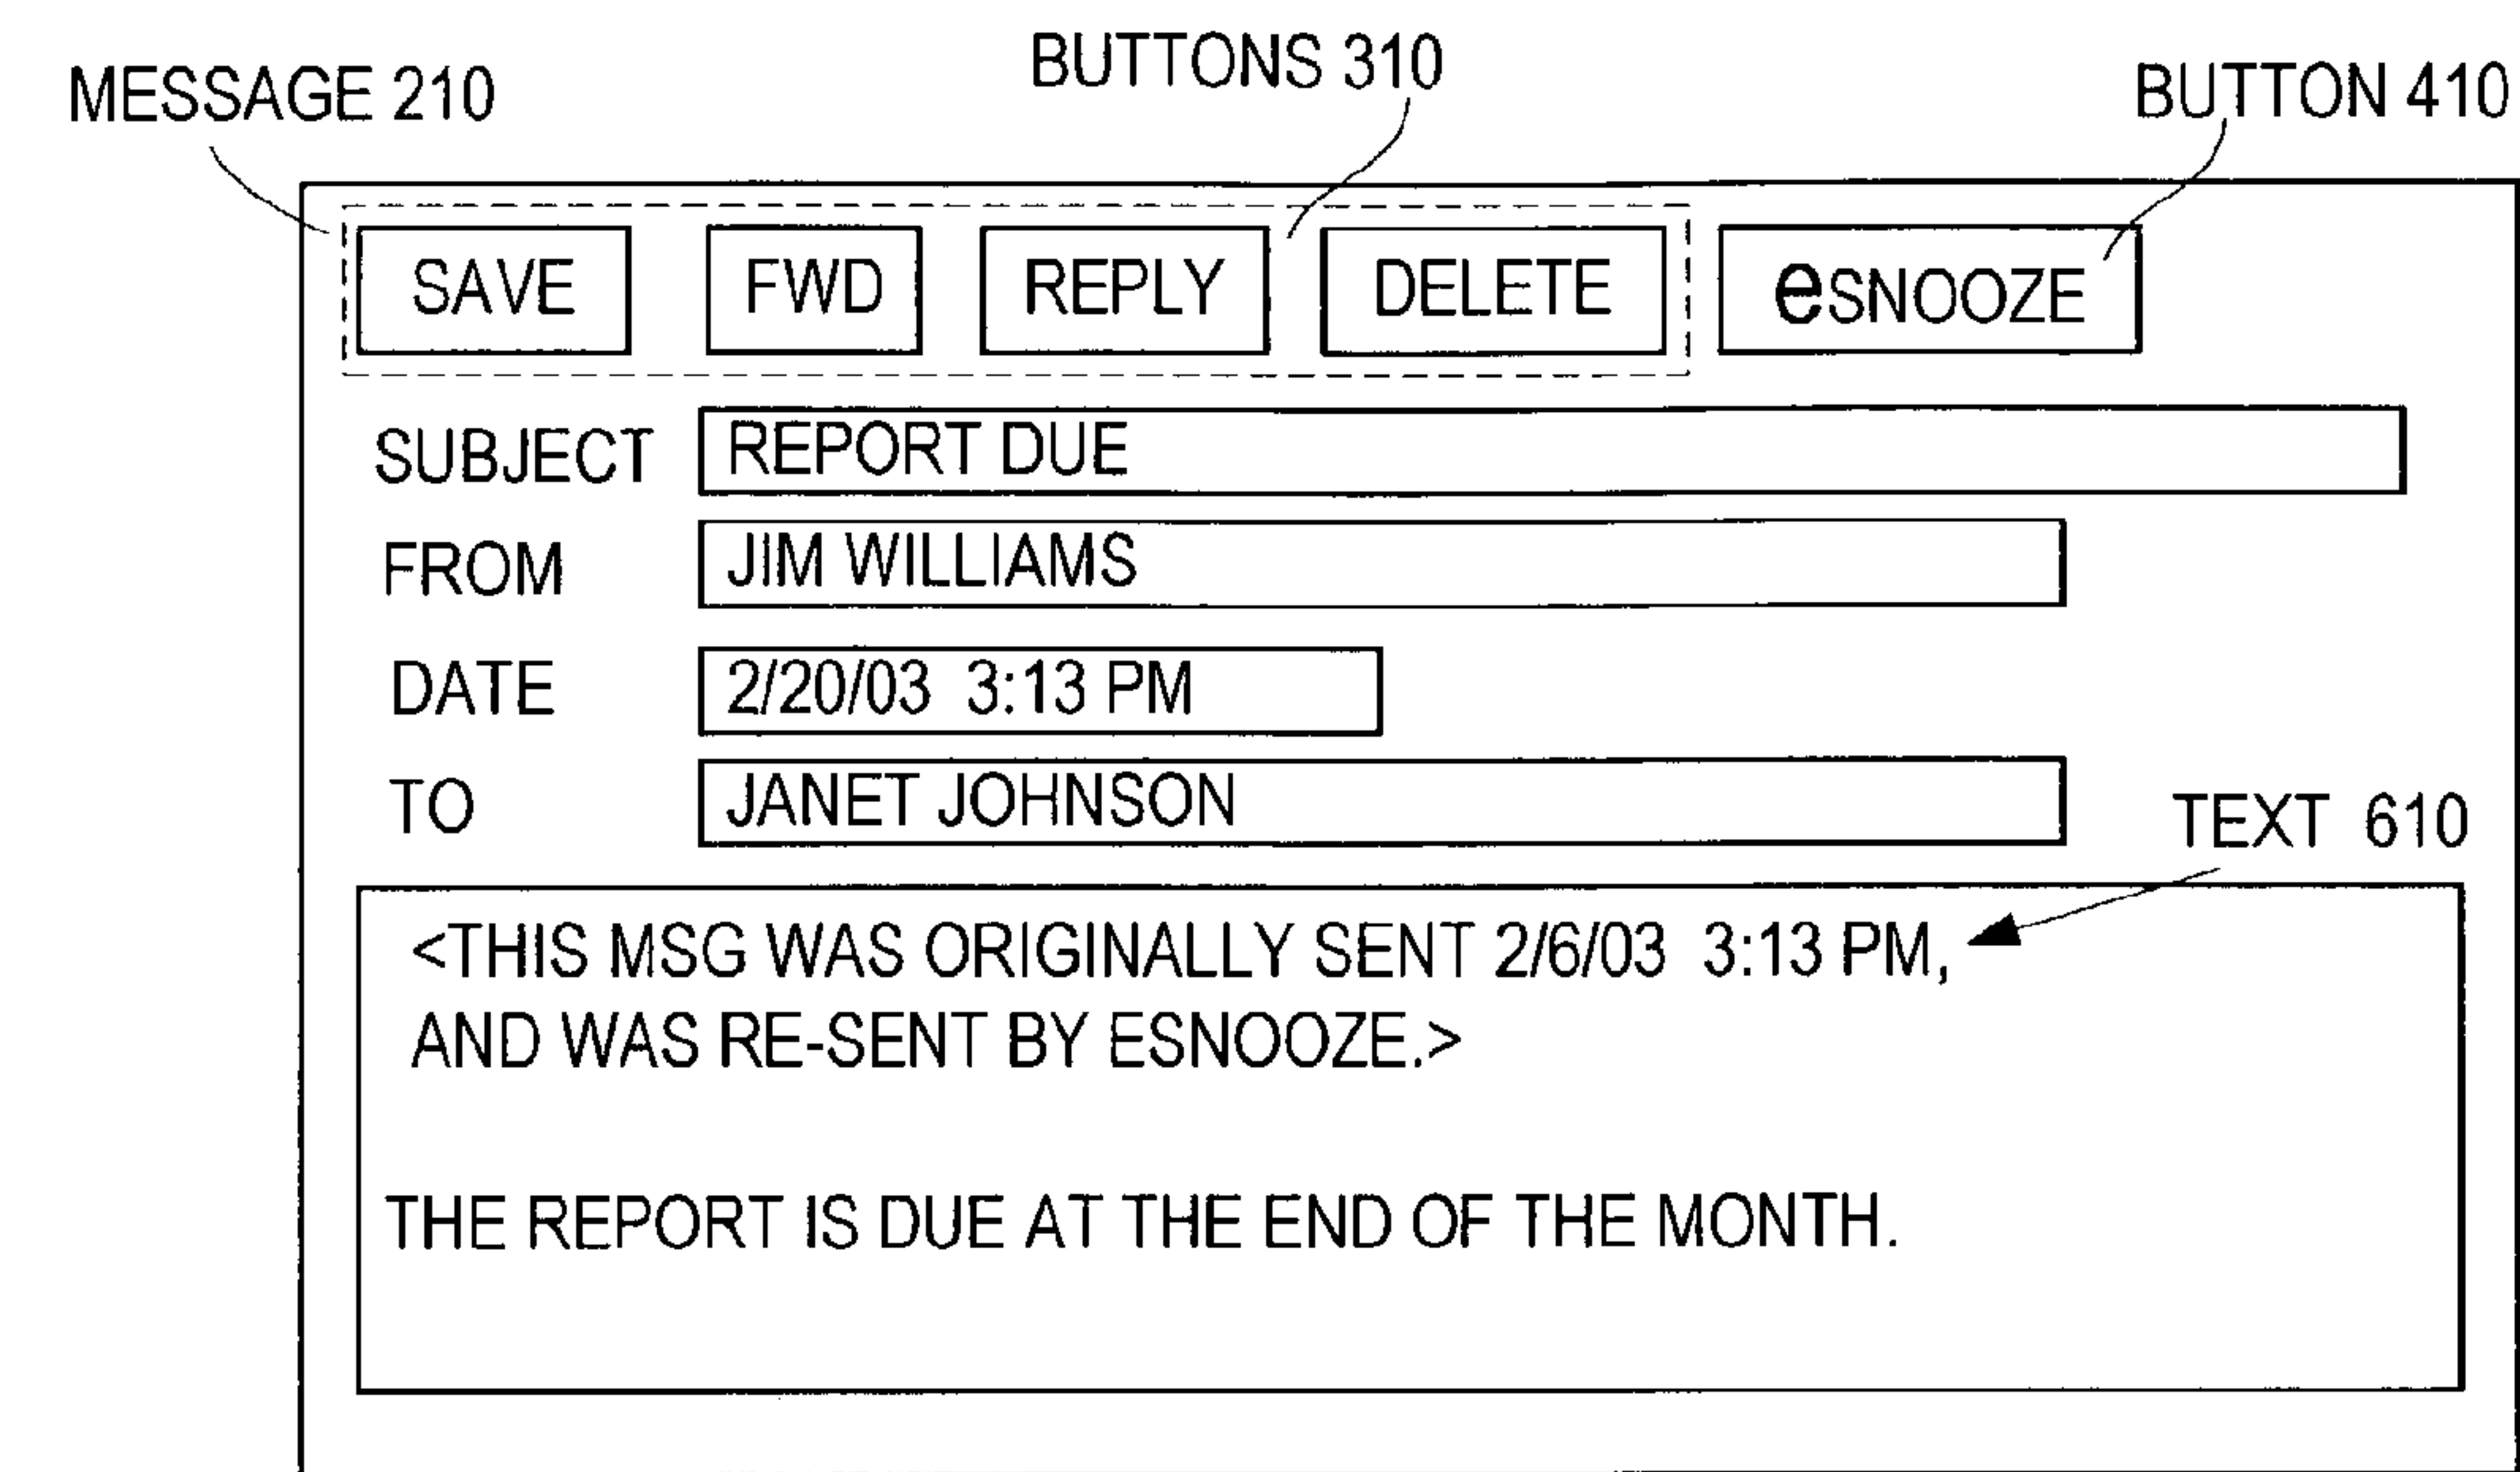 MESSAGE 210
BUTTONS 310
BUTTON 410
SAVE
FWD
REPLY
DELETE
eSNOOZE
SUBJECT REPORT DUE
FROM JIM WILLIAMS
DATE 2/20/03 3:13 PM
TO JANET JOHNSON
TEXT 610
<THIS MSG WAS ORIGINALLY SENT 2/6/03 3:13 PM,
AND WAS RE-SENT BY ESNOOZE.>
THE REPORT IS DUE AT THE END OF THE MONTH.